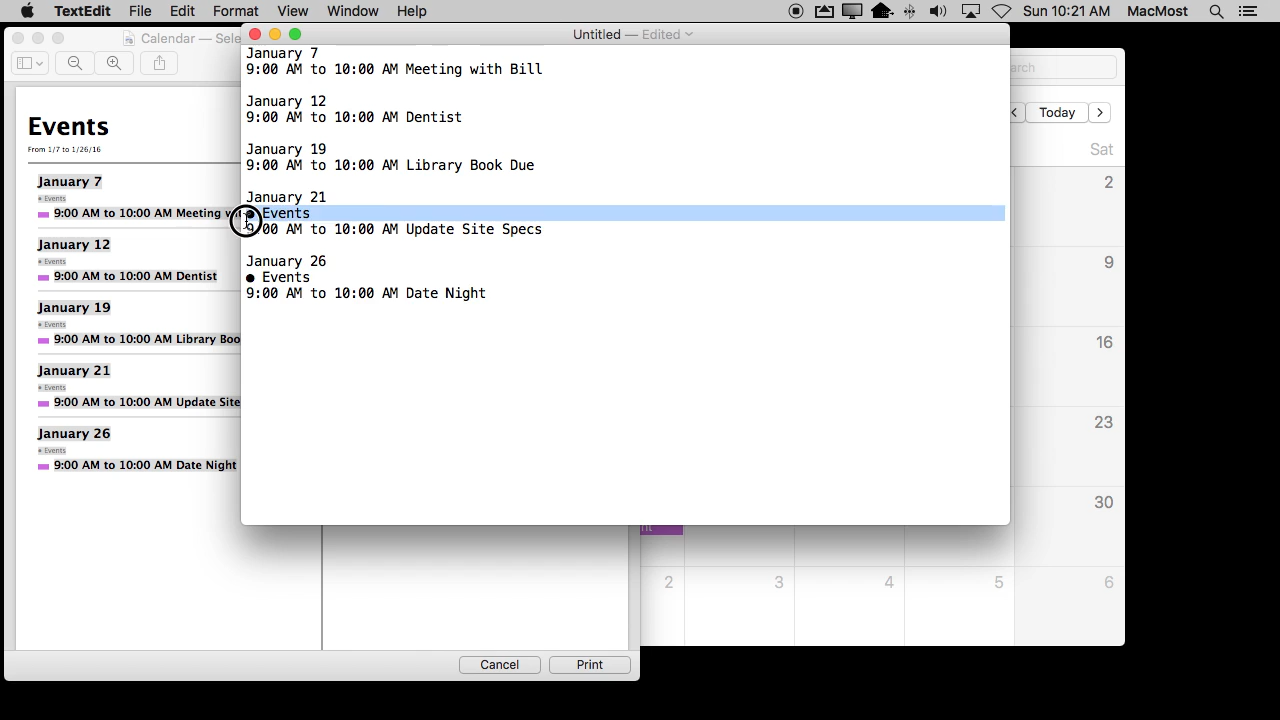 TextEdit File Edit Format View Window Help Sun 10:21 AM MacMost
Calendar — Sele
Untitled — Edited
Events
From 1/7 to 1/26/16
January 7
• Events
9:00 AM to 10:00 AM Meeting
January 12
• Events
9:00 AM to 10:00 AM Dentist
January 19
• Events
9:00 AM to 10:00 AM Library Boo
January 21
• Events
9:00 AM to 10:00 AM Update Site
January 26
• Events
9:00 AM to 10:00 AM Date Night
Cancel Print
January 7
9:00 AM to 10:00 AM Meeting with Bill
January 12
9:00 AM to 10:00 AM Dentist
January 19
9:00 AM to 10:00 AM Library Book Due
January 21
● Events
9:00 AM to 10:00 AM Update Site Specs
January 26
● Events
9:00 AM to 10:00 AM Date Night
arch
< Today >
Sat
2
9
16
23
30
2 3 4 5 6